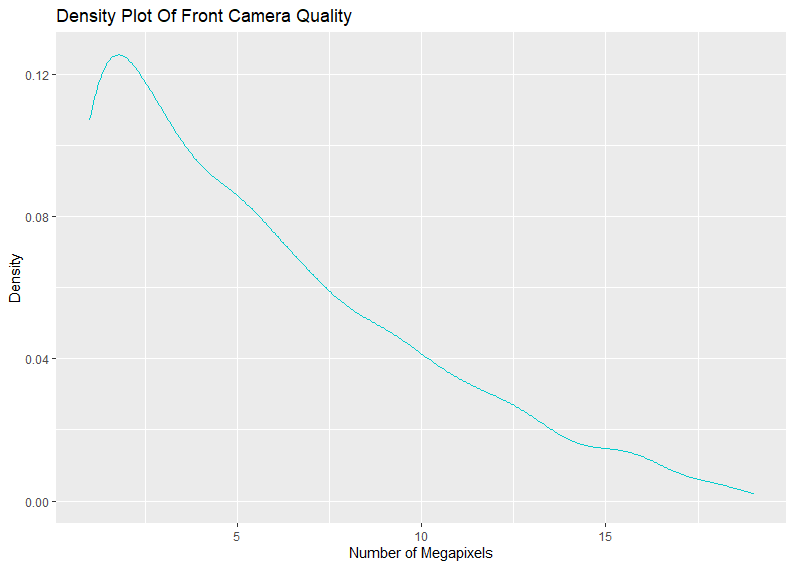 Density Plot Of Front Camera Quality
0.12
0.08
0.04
0.00
Density
5 10 15
Number of Megapixels